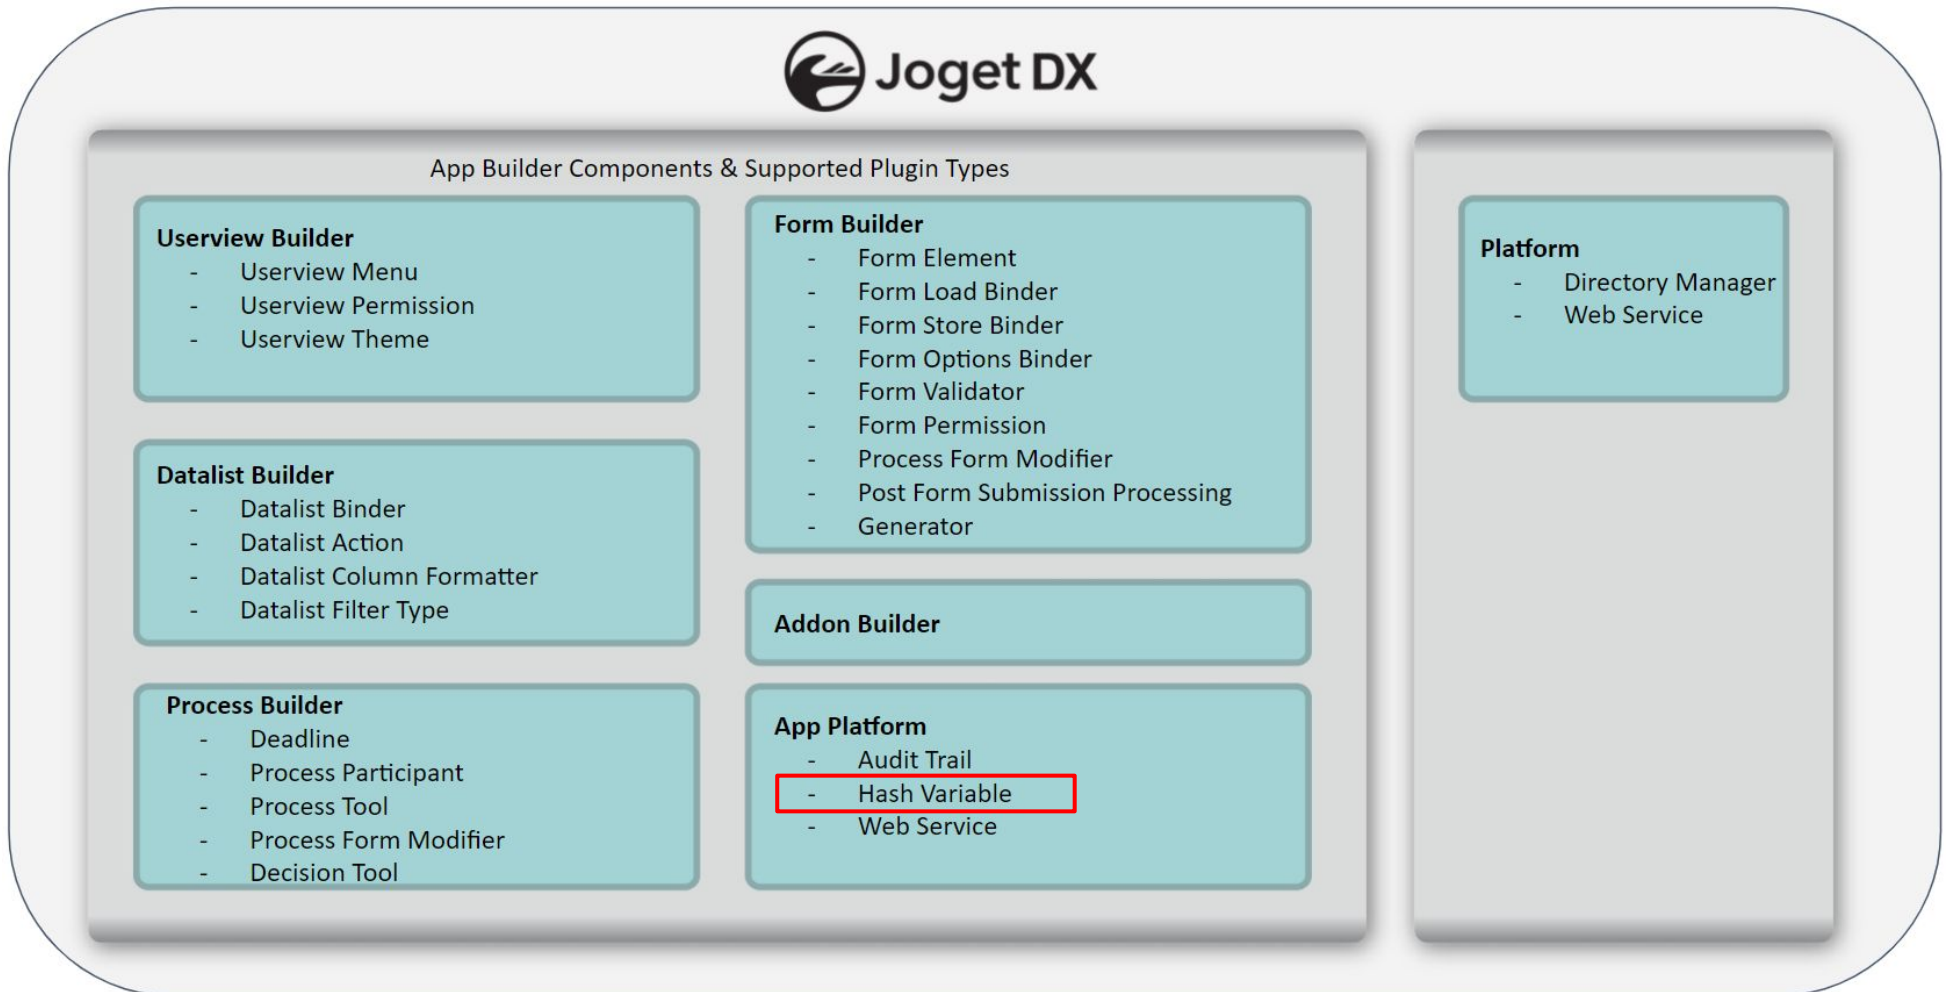 Joget DX
App Builder Components & Supported Plugin Types
Userview Builder
- Userview Menu
- Userview Permission
- Userview Theme
Datalist Builder
- Datalist Binder
- Datalist Action
- Datalist Column Formatter
- Datalist Filter Type
Process Builder
- Deadline
- Process Participant
- Process Tool
- Process Form Modifier
- Decision Tool
Form Builder
- Form Element
- Form Load Binder
- Form Store Binder
- Form Options Binder
- Form Validator
- Form Permission
- Process Form Modifier
- Post Form Submission Processing
- Generator
Addon Builder
App Platform
- Audit Trail
- Hash Variable
- Web Service
Platform
- Directory Manager
- Web Service